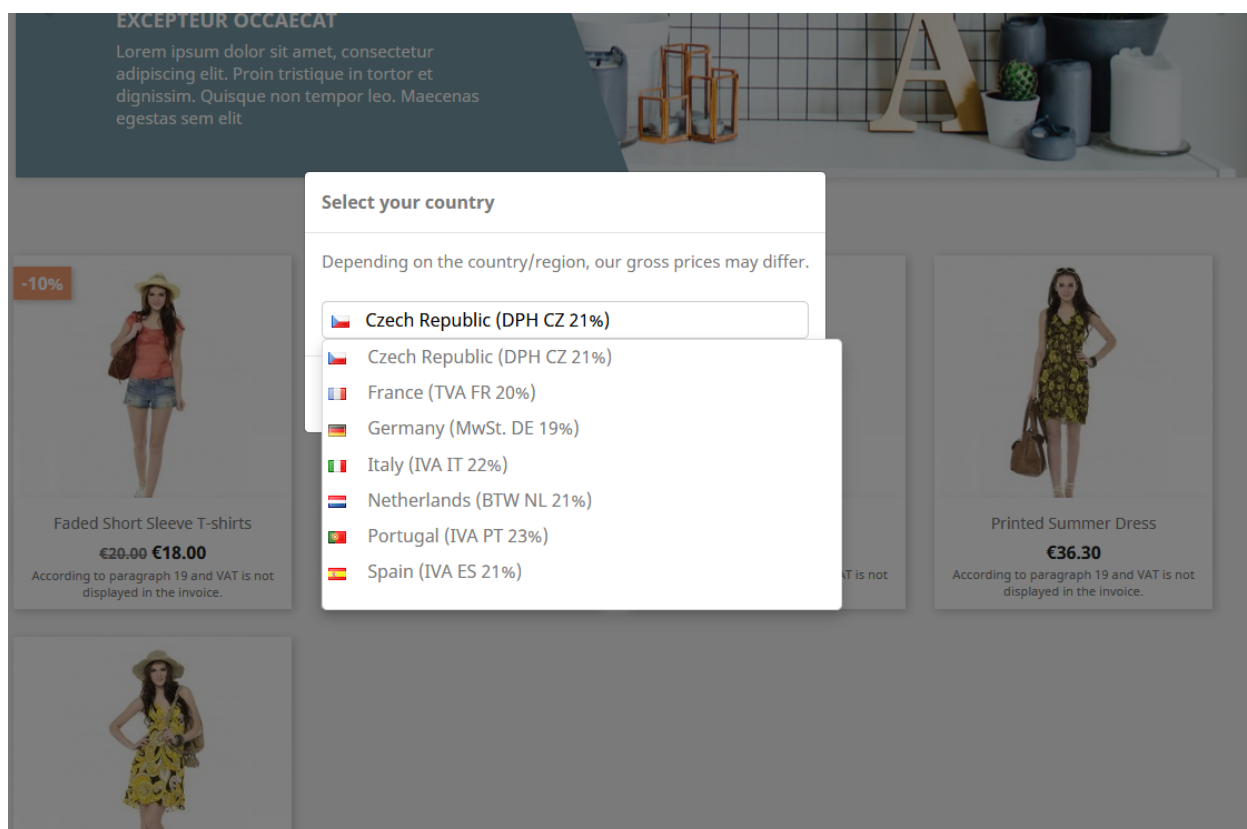 EXCEPTEUR OCCAECAT
Lorem ipsum dolor sit amet, consectetur
adipiscing elit. Proin tristique in tortor et
dignissim. Quisque non tempor leo. Maecenas
egestas sem elit
A
Select your country
Depending on the country/region, our gross prices may differ.
Czech Republic (DPH CZ 21%)
Czech Republic (DPH CZ 21%)
France (TVA FR 20%)
Germany (MwSt. DE 19%)
Italy (IVA IT 22%)
Netherlands (BTW NL 21%)
Portugal (IVA PT 23%)
Spain (IVA ES 21%)
-10%
Faded Short Sleeve T-shirts
€20.00 €18.00
According to paragraph 19 and VAT is not
displayed in the invoice.
AT is not
Printed Summer Dress
€36.30
According to paragraph 19 and VAT is not
displayed in the invoice.